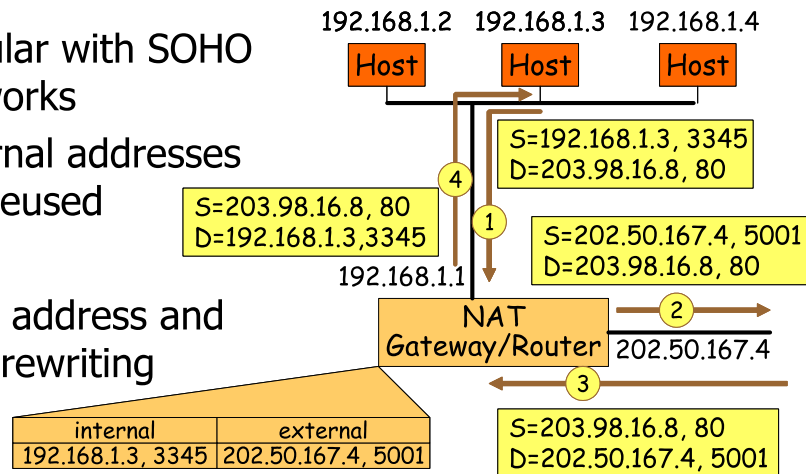 ular with SOHO
works
rnal addresses
eused
address and
rewriting
192.168.1.2 192.168.1.3 192.168.1.4
Host Host Host
S=192.168.1.3, 3345
D=203.98.16.8, 80
4
1
S=203.98.16.8, 80
D=192.168.1.3,3345
S=202.50.167.4, 5001
D=203.98.16.8, 80
192.168.1.1
NAT
Gateway/Router
2
202.50.167.4
3
S=203.98.16.8, 80
D=202.50.167.4, 5001
internal external
192.168.1.3, 3345 202.50.167.4, 5001